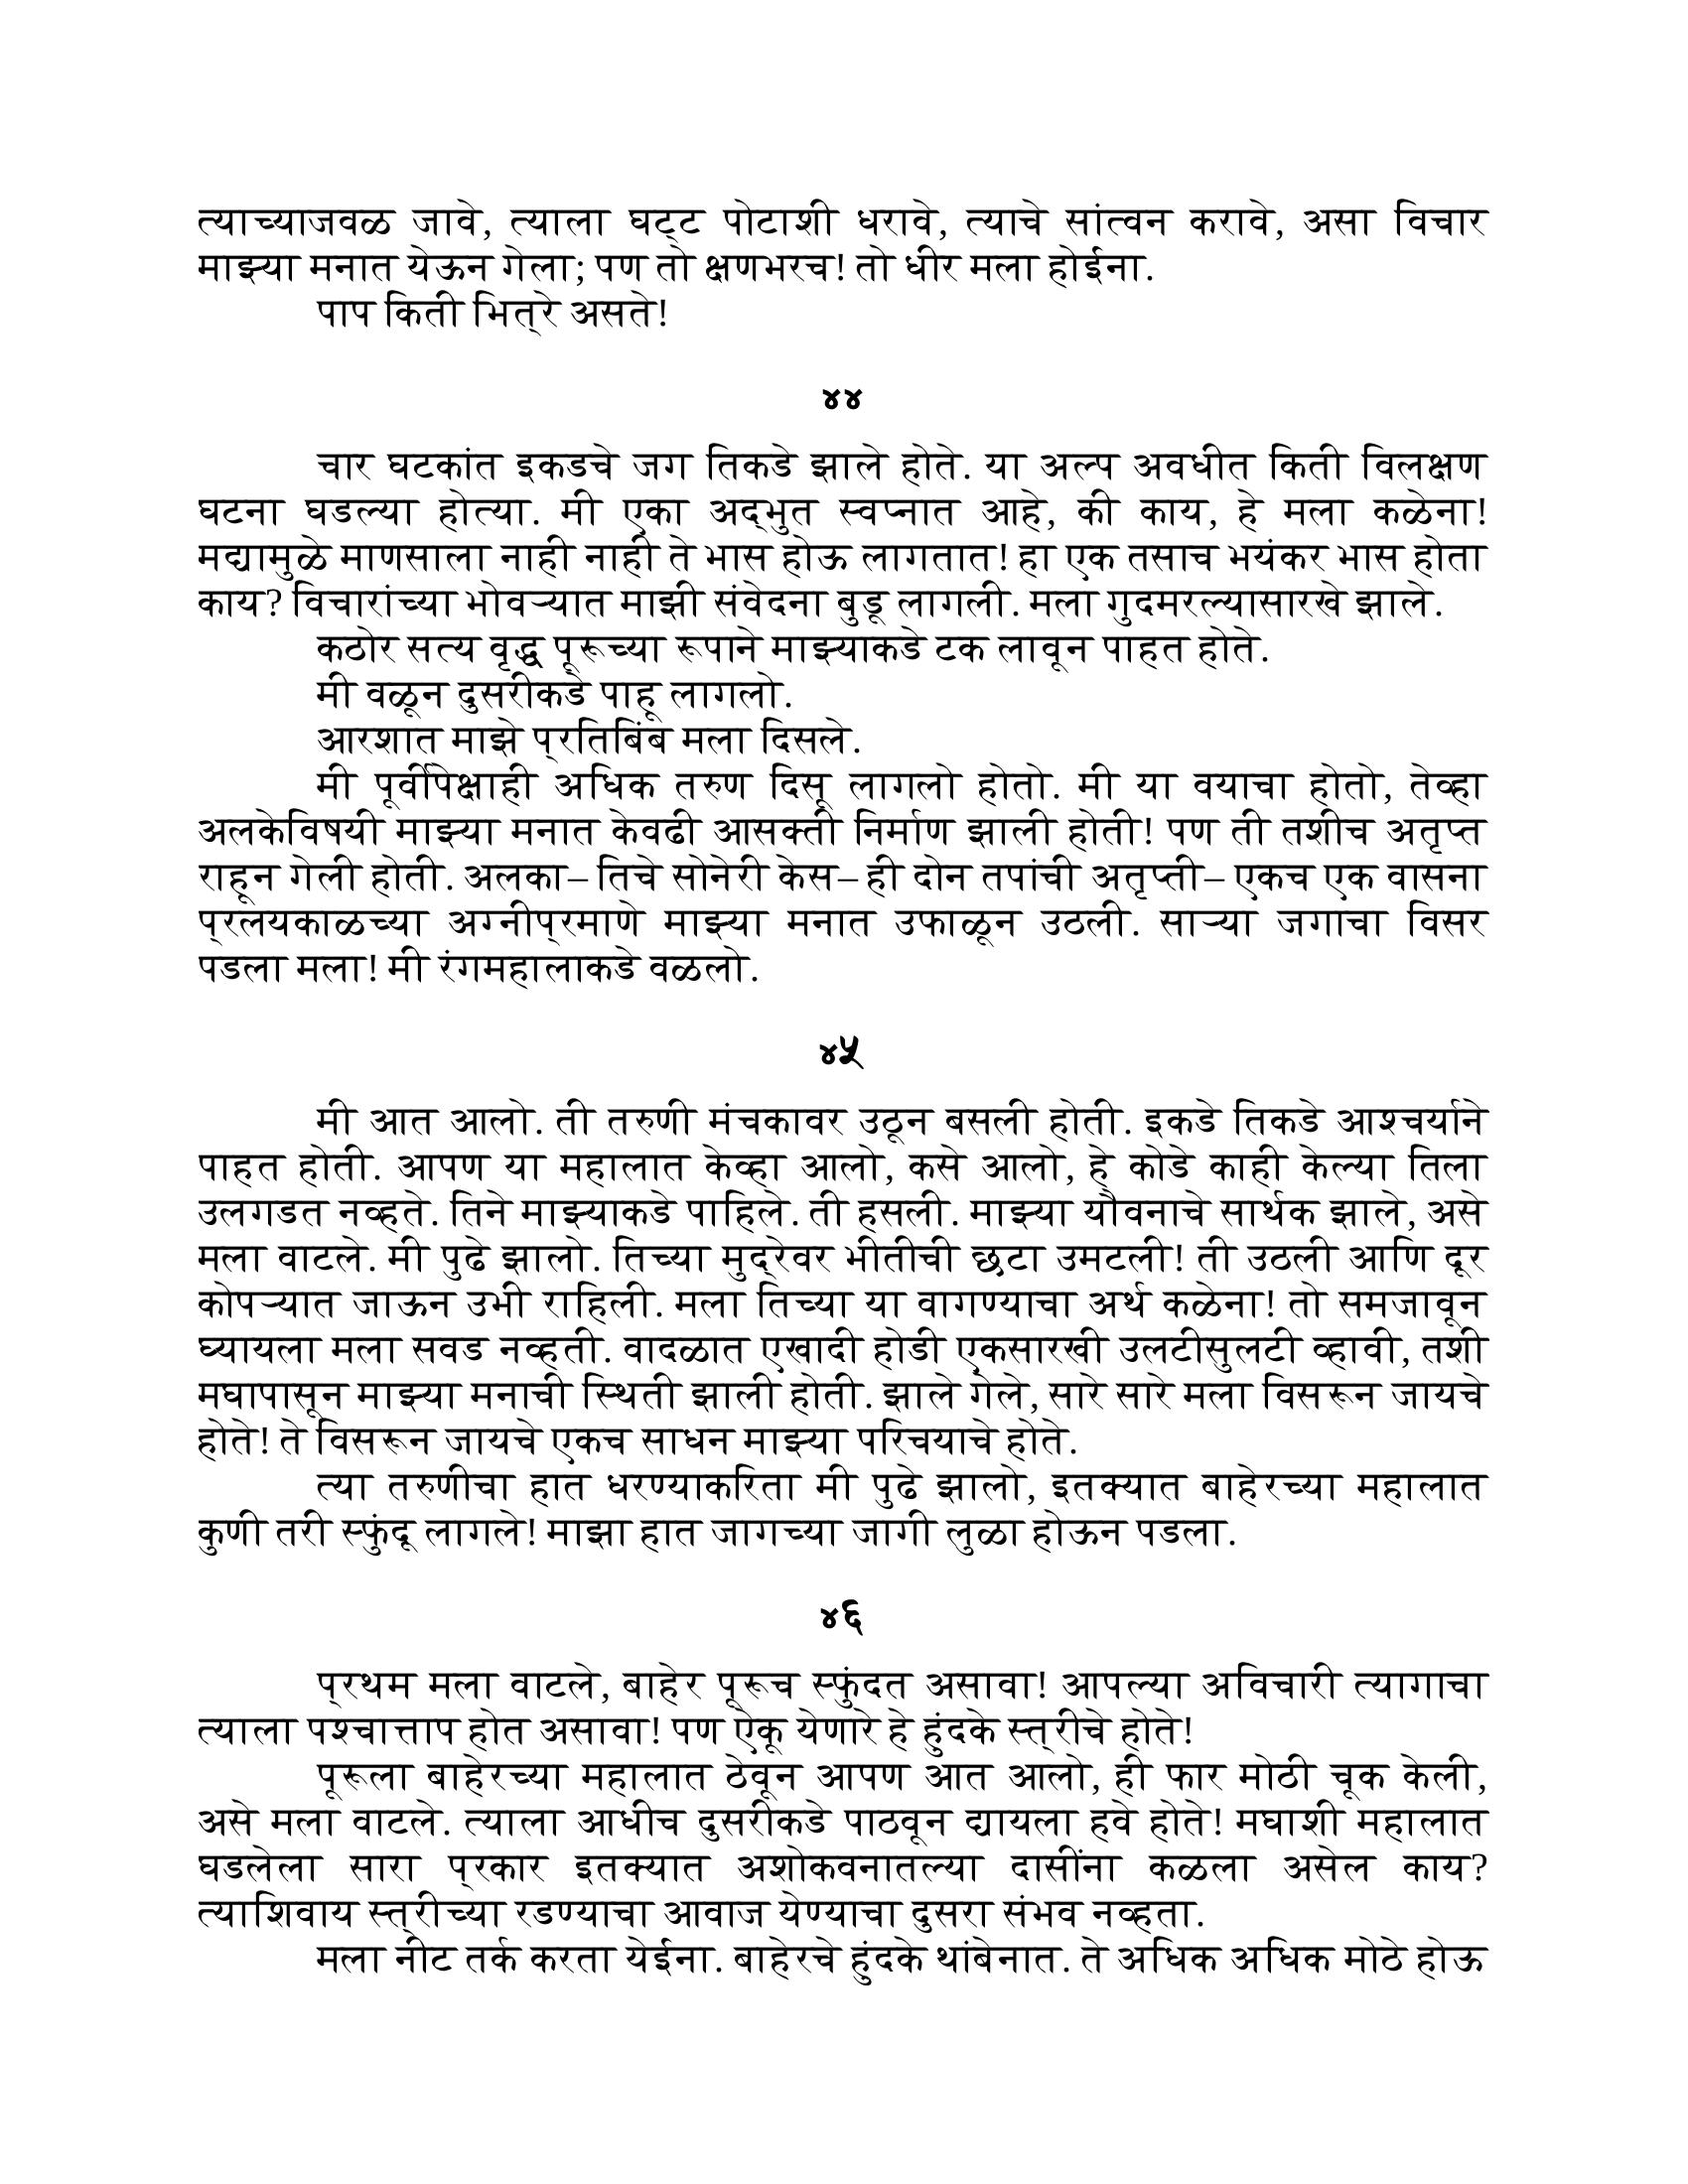 त्याच्याजवळ जावे, त्याला घट्ट पोटाशी धरावे, त्याचे सांत्वन करावे, असा विचार
माझ्या मनात येऊन गेला; पण तो क्षणभरच! तो धीर मला होईना.
पाप किती भित्रे असते!
४४
चार घटकांत इकडचे जग तिकडे झाले होते. या अल्प अवधीत किती विलक्षण
घटना घडल्या होत्या. मी एका अद्भुत स्वप्नात आहे, की काय, हे मला कळेना!
मद्यामुळे माणसाला नाही नाही ते भास होऊ लागतात! हा एक तसाच भयंकर भास होता
काय? विचारांच्या भोवऱ्यात माझी संवेदना बुडू लागली. मला गुदमरल्यासारखे झाले.
कठोर सत्य वृद्ध पूरूच्या रूपाने माझ्याकडे टक लावून पाहत होते.
मी वळून दुसरीकडे पाहू लागलो.
आरशात माझे प्रतिबिंब मला दिसले.
मी पूर्वीपेक्षाही अधिक तरुण दिसू लागलो होतो. मी या वयाचा होतो, तेव्हा
अलकेविषयी माझ्या मनात केवढी आसक्ती निर्माण झाली होती! पण ती तशीच अतृप्त
राहून गेली होती. अलका– तिचे सोनेरी केस– ही दोन तपांची अतृप्ती– एकच एक वासना
प्रलयकाळच्या अग्नीप्रमाणे माझ्या मनात उफाळून उठली. साऱ्या जगाचा विसर
पडला मला! मी रंगमहालाकडे वळलो.
४५
मी आत आलो. ती तरुणी मंचकावर उठून बसली होती. इकडे तिकडे आश्चर्याने
पाहत होती. आपण या महालात केव्हा आलो, कसे आलो, हे कोडे काही केल्या तिला
उलगडत नव्हते. तिने माझ्याकडे पाहिले. ती हसली. माझ्या यौवनाचे सार्थक झाले, असे
मला वाटले. मी पुढे झालो. तिच्या मुद्रेवर भीतीची छटा उमटली! ती उठली आणि दूर
कोपऱ्यात जाऊन उभी राहिली. मला तिच्या या वागण्याचा अर्थ कळेना! तो समजावून
घ्यायला मला सवड नव्हती. वादळात एखादी होडी एकसारखी उलटीसुलटी व्हावी, तशी
मघापासून माझ्या मनाची स्थिती झाली होती. झाले गेले, सारे सारे मला विसरून जायचे
होते! ते विसरून जायचे एकच साधन माझ्या परिचयाचे होते.
त्या तरुणीचा हात धरण्याकरिता मी पुढे झालो, इतक्यात बाहेरच्या महालात
कुणी तरी स्फुंदू लागले! माझा हात जागच्या जागी लुळा होऊन पडला.
४६
प्रथम मला वाटले, बाहेर पूरूच स्फुंदत असावा! आपल्या अविचारी त्यागाचा
त्याला पश्चात्ताप होत असावा! पण ऐकू येणारे हे हुंदके स्त्रीचे होते!
पूरूला बाहेरच्या महालात ठेवून आपण आत आलो, ही फार मोठी चूक केली,
असे मला वाटले. त्याला आधीच दुसरीकडे पाठवून द्यायला हवे होते! मघाशी महालात
घडलेला सारा प्रकार इतक्यात अशोकवनातल्या दासींना कळला असेल काय?
त्याशिवाय स्त्रीच्या रडण्याचा आवाज येण्याचा दुसरा संभव नव्हता.
मला नीट तर्क करता येईना. बाहेरचे हुंदके थांबेनात. ते अधिक अधिक मोठे होऊ